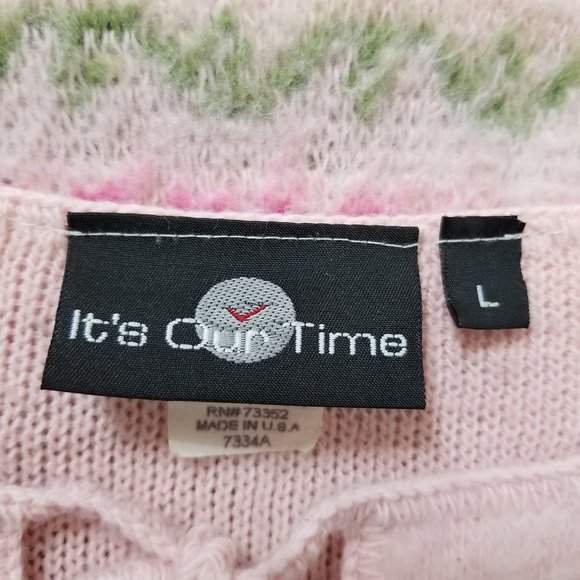 It's Our Time
L
RN# 73352
MADE IN U.S.A
7334A